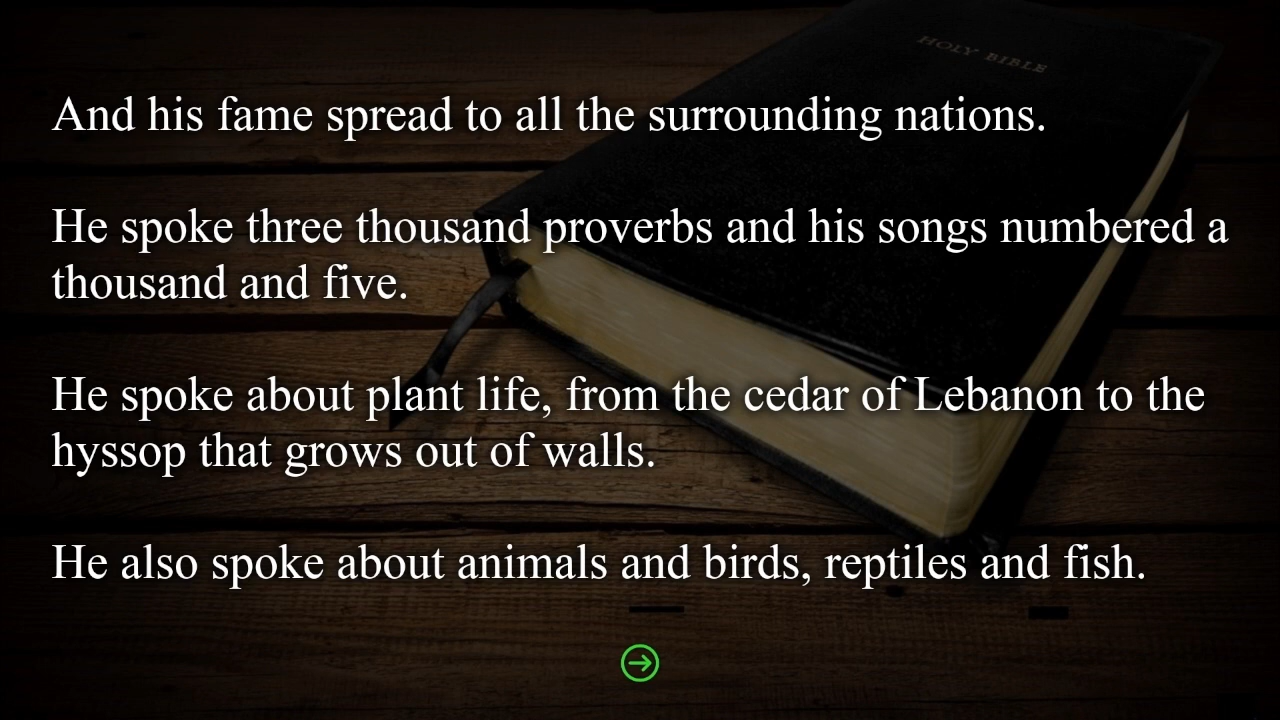 HOLY BIBLE
And his fame spread to all the surrounding nations.
He spoke three thousand proverbs and his songs numbered a
thousand and five.
He spoke about plant life, from the cedar of Lebanon to the
hyssop that grows out of walls.
He also spoke about animals and birds, reptiles and fish.